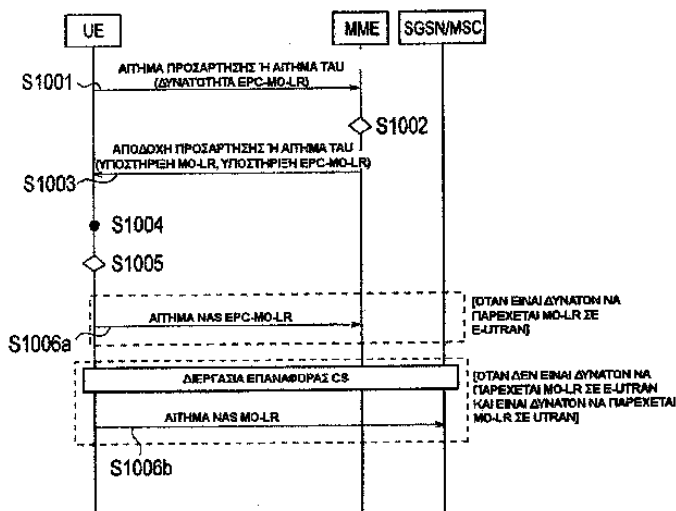 UE
MME
SGSN/MSC
ΑΙΤΗΜΑ ΠΡΟΣΑΡΤΗΣΗΣ Ή ΑΙΤΗΜΑ TAU
(ΔΥΝΑΤΟΤΗΤΑ EPC-MO-LR)
S1001
S1002
ΑΠΟΔΟΧΗ ΠΡΟΣΑΡΤΗΣΗΣ Ή ΑΙΤΗΜΑ TAU
(ΥΠΟΣΤΗΡΙΞΗ MO-LR, ΥΠΟΣΤΗΡΙΞΗ EPC-MO-LR)
S1003
S1004
S1005
ΑΙΤΗΜΑ NAS EPC-MO-LR
S1006a
[ΟΤΑΝ ΕΙΝΑΙ ΔΥΝΑΤΟΝ ΝΑ
ΠΑΡΕΧΕΤΑΙ MO-LR ΣΕ
E-UTRAN]
ΔΙΕΡΓΑΣΙΑ ΕΠΑΝΑΦΟΡΑΣ CS
[ΟΤΑΝ ΔΕΝ ΕΙΝΑΙ ΔΥΝΑΤΟΝ ΝΑ
ΠΑΡΕΧΕΤΑΙ MO-LR ΣΕ E-UTRAN
ΚΑΙ ΕΙΝΑΙ ΔΥΝΑΤΟΝ ΝΑ ΠΑΡΕΧΕΤΑΙ
MO-LR ΣΕ UTRAN]
ΑΙΤΗΜΑ NAS MO-LR
S1006b